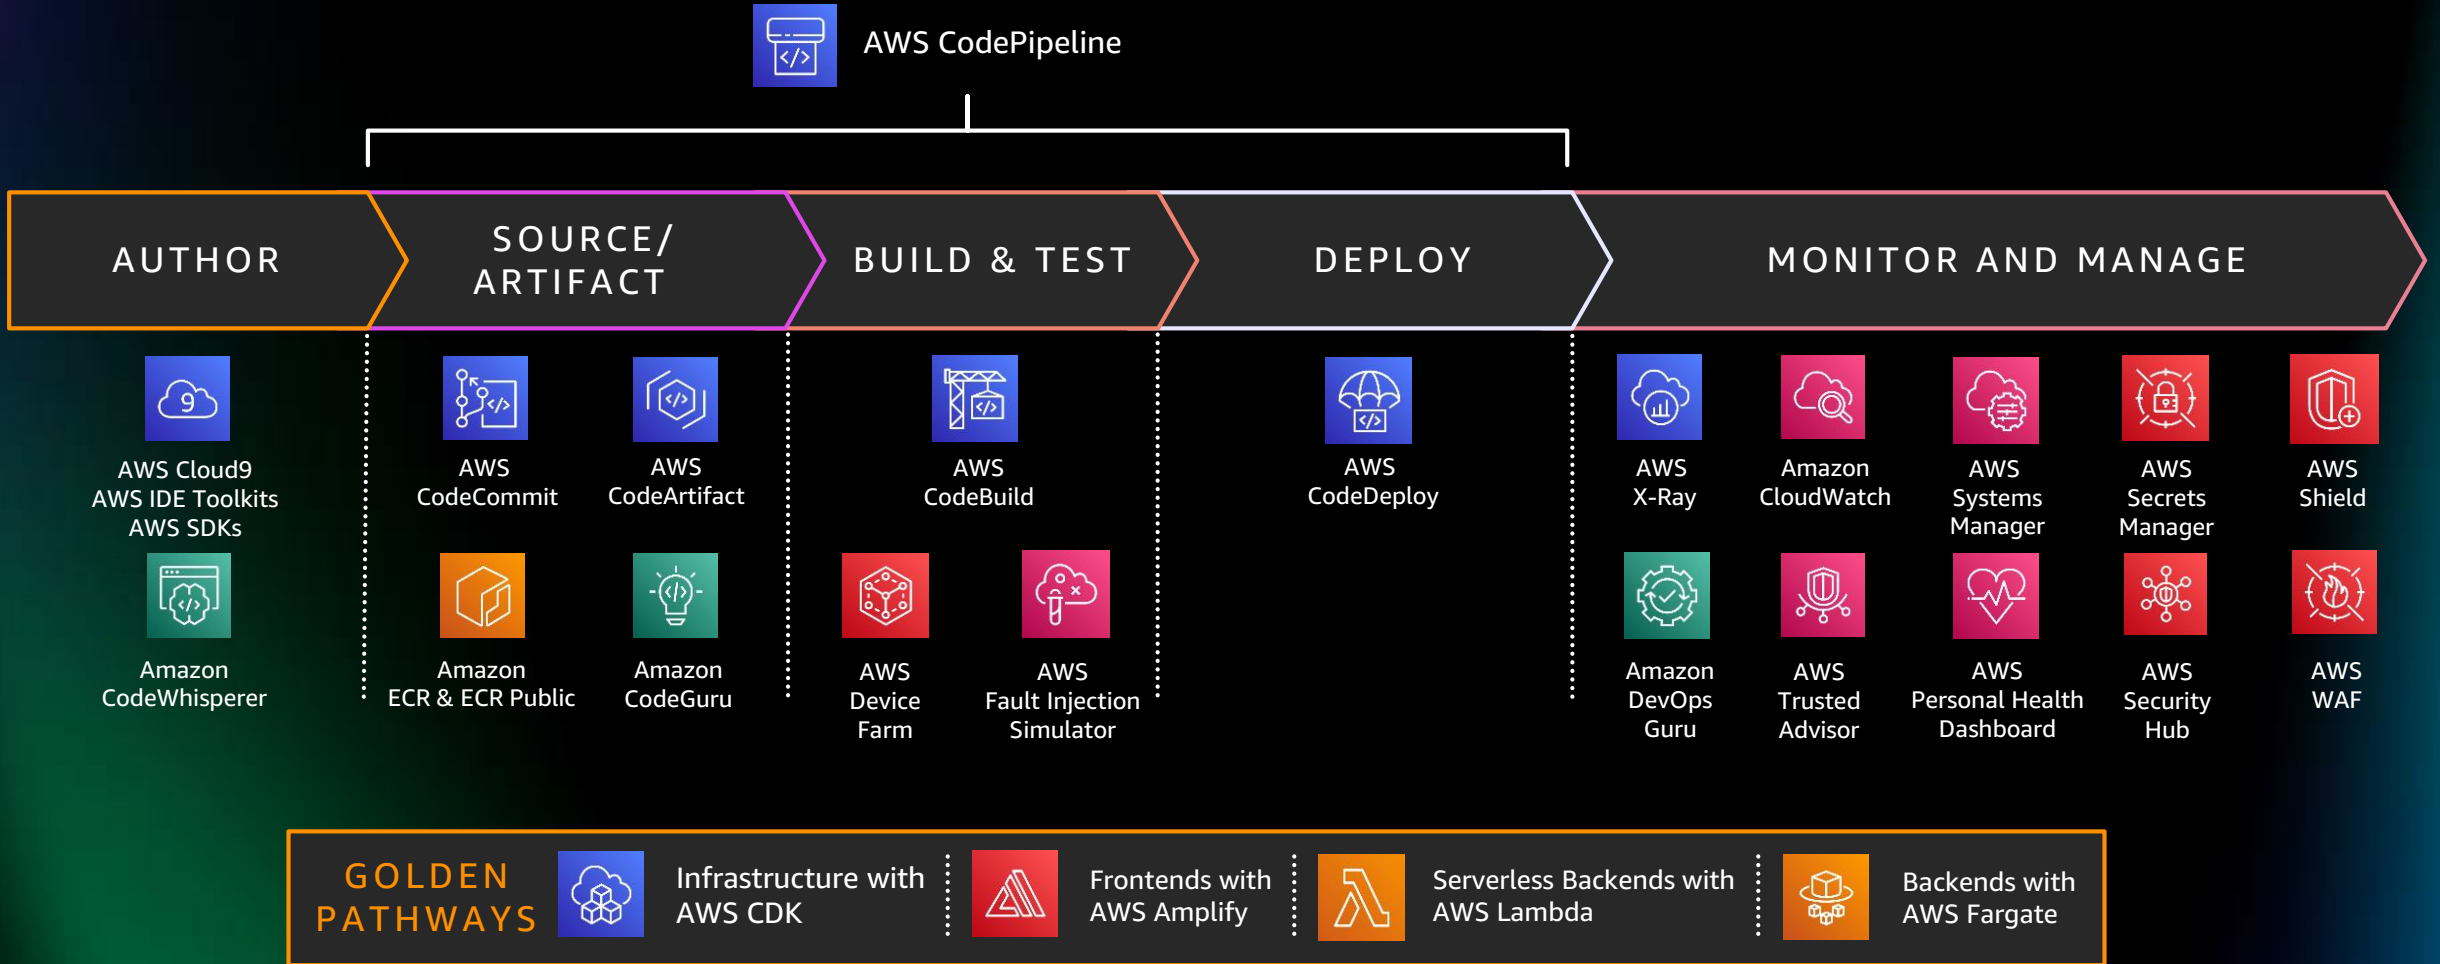 AWS CodePipeline
AUTHOR
SOURCE/
ARTIFACT
BUILD & TEST
DEPLOY
MONITOR AND MANAGE
9
AWS Cloud9
AWS IDE Toolkits
AWS SDKs
Amazon
CodeWhisperer
AWS
CodeCommit
AWS
CodeArtifact
Amazon
ECR & ECR Public
Amazon
CodeGuru
AWS
CodeBuild
AWS
Device
Farm
AWS
Fault Injection
Simulator
AWS
CodeDeploy
AWS
X-Ray
Amazon
CloudWatch
AWS
Systems
Manager
AWS
Secrets
Manager
AWS
Shield
Amazon
DevOps
Guru
AWS
Trusted
Advisor
AWS
Personal Health
Dashboard
AWS
Security
Hub
AWS
WAF
GOLDEN
PATHWAYS
Infrastructure with
AWS CDK
Frontends with
AWS Amplify
Serverless Backends with
AWS Lambda
Backends with
AWS Fargate